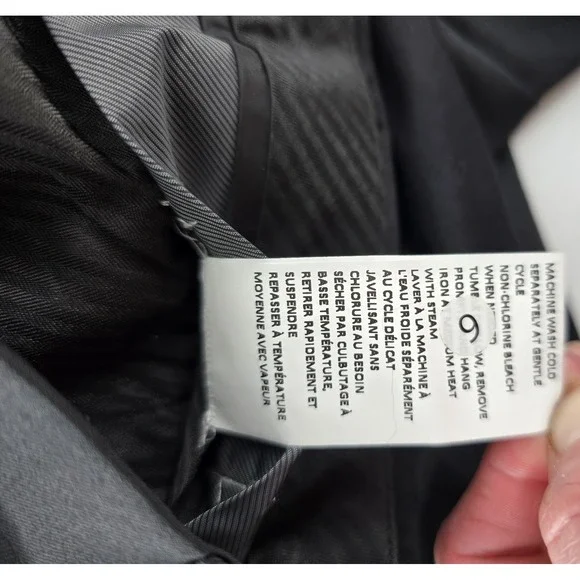 MACHINE WASH COLD
SEPARATELY AT GENTLE
CYCLE
NON-CHLORINE BLEACH
WHEN
REMOVE
HANG
IRON HEAT
WITH STEAM
LAVER À LA MACHINE À
L'EAU FROIDE SÉPARÉMENT
AU CYCLE DÉLICAT
JAVELLISANT SANS
CHLORURE AU BESOIN
SÉCHER PAR CULBUTAGE À
BASSE TEMPÉRATURE,
RETIRER RAPIDEMENT ET
SUSPENDRE
REPASSER À TEMPÉRATURE
MOYENNE AVEC VAPEUR